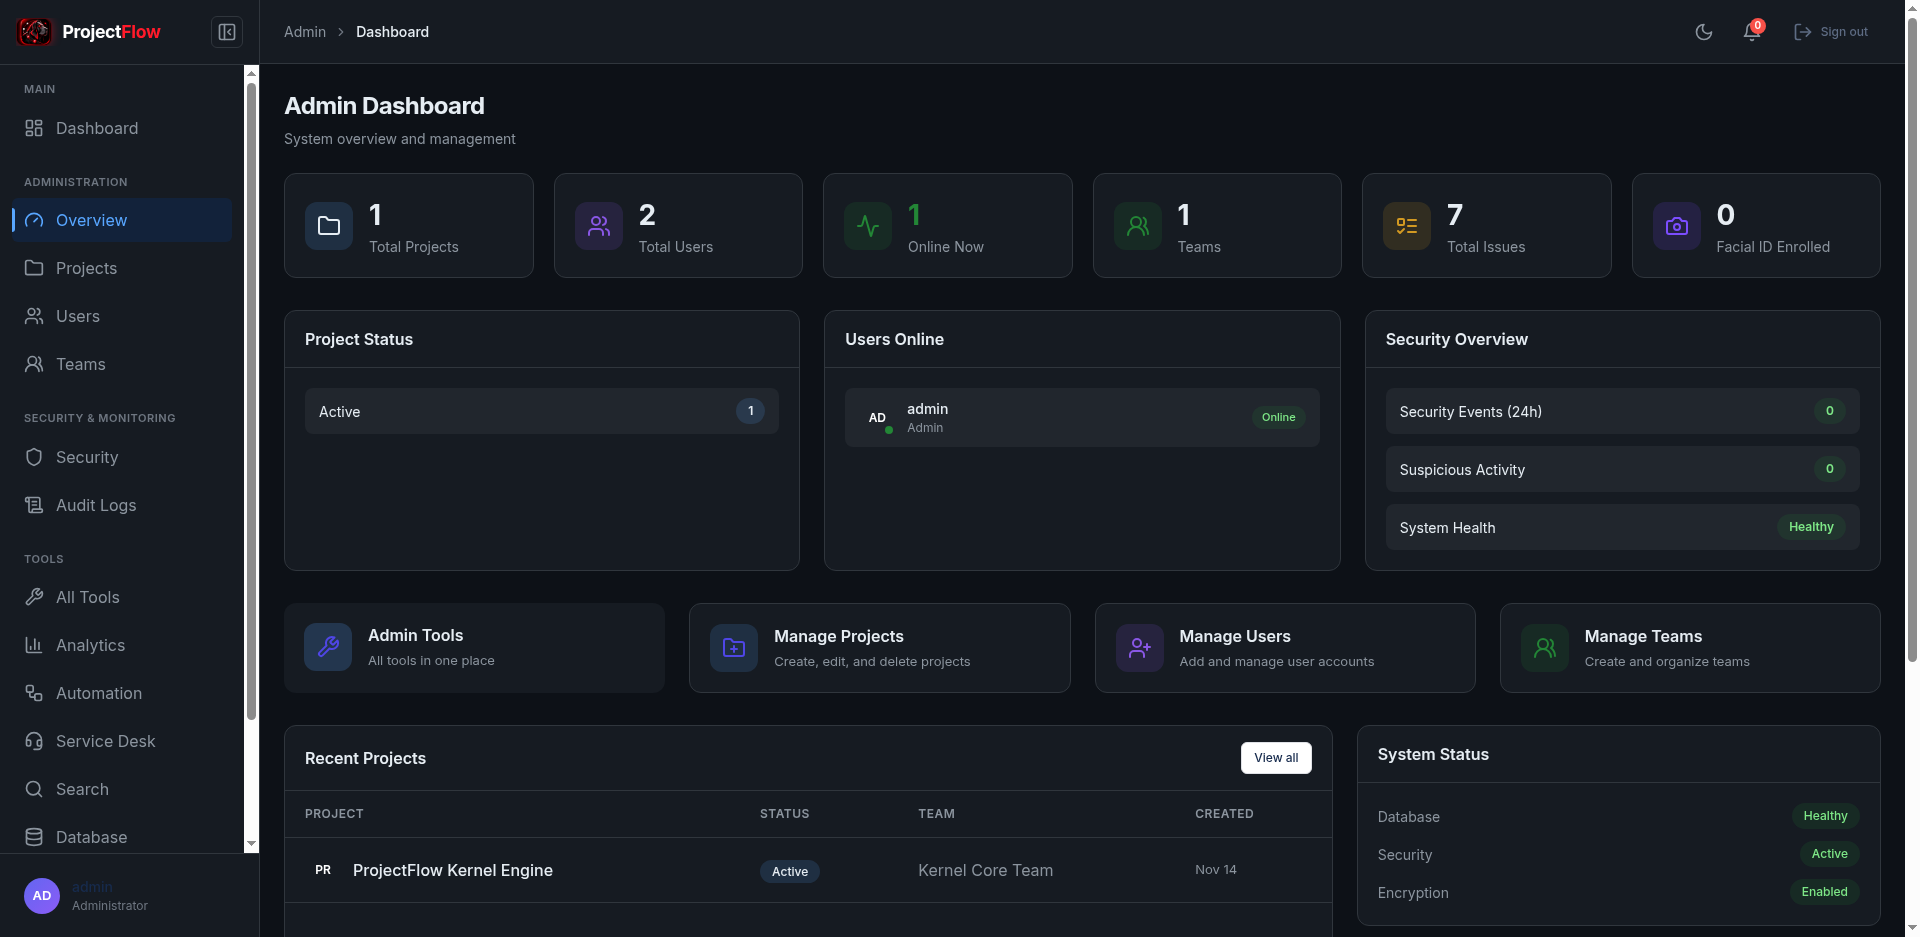 ProjectFlow
Admin
Dashboard
0
Sign out
MAIN
Dashboard
ADMINISTRATION
Overview
Projects
Users
Teams
SECURITY & MONITORING
Security
Audit Logs
TOOLS
All Tools
Analytics
Automation
Service Desk
Search
Database
AD
admin
Administrator
Admin Dashboard
System overview and management
1
Total Projects
2
Total Users
1
Online Now
1
Teams
7
Total Issues
0
Facial ID Enrolled
Project Status
Active 1
Users Online
AD
admin
Admin
Online
Security Overview
Security Events (24h) 0
Suspicious Activity 0
System Health Healthy
Admin Tools
All tools in one place
Manage Projects
Create, edit, and delete projects
Manage Users
Add and manage user accounts
Manage Teams
Create and organize teams
Recent Projects
View all
PROJECT STATUS TEAM CREATED
PR ProjectFlow Kernel Engine Active Kernel Core Team Nov 14
System Status
Database Healthy
Security Active
Encryption Enabled